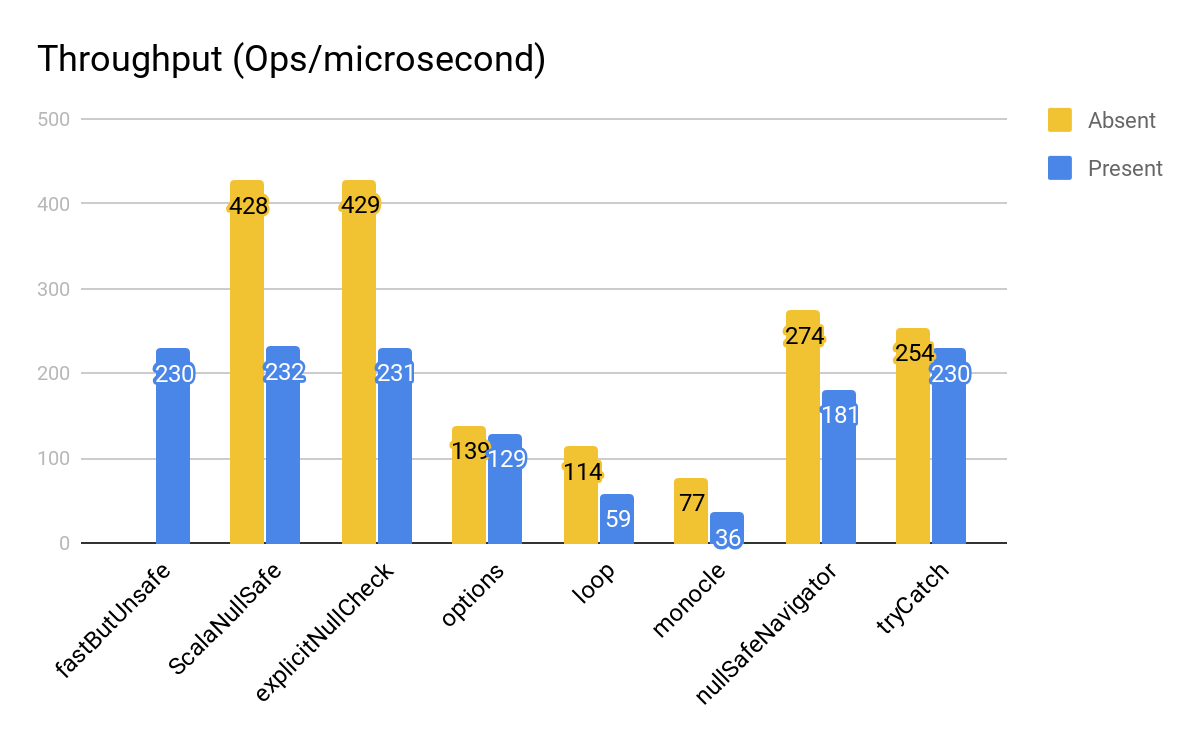 Throughput (Ops/microsecond)
500
400
300
200
100
0
Absent
Present
230
428
232
429
231
139
129
114
59
77
36
274
181
254
230
fastButUnsafe
ScalaNullSafe
explicitNullCheck
options
loop
monocle
nullSafeNavigator
tryCatch